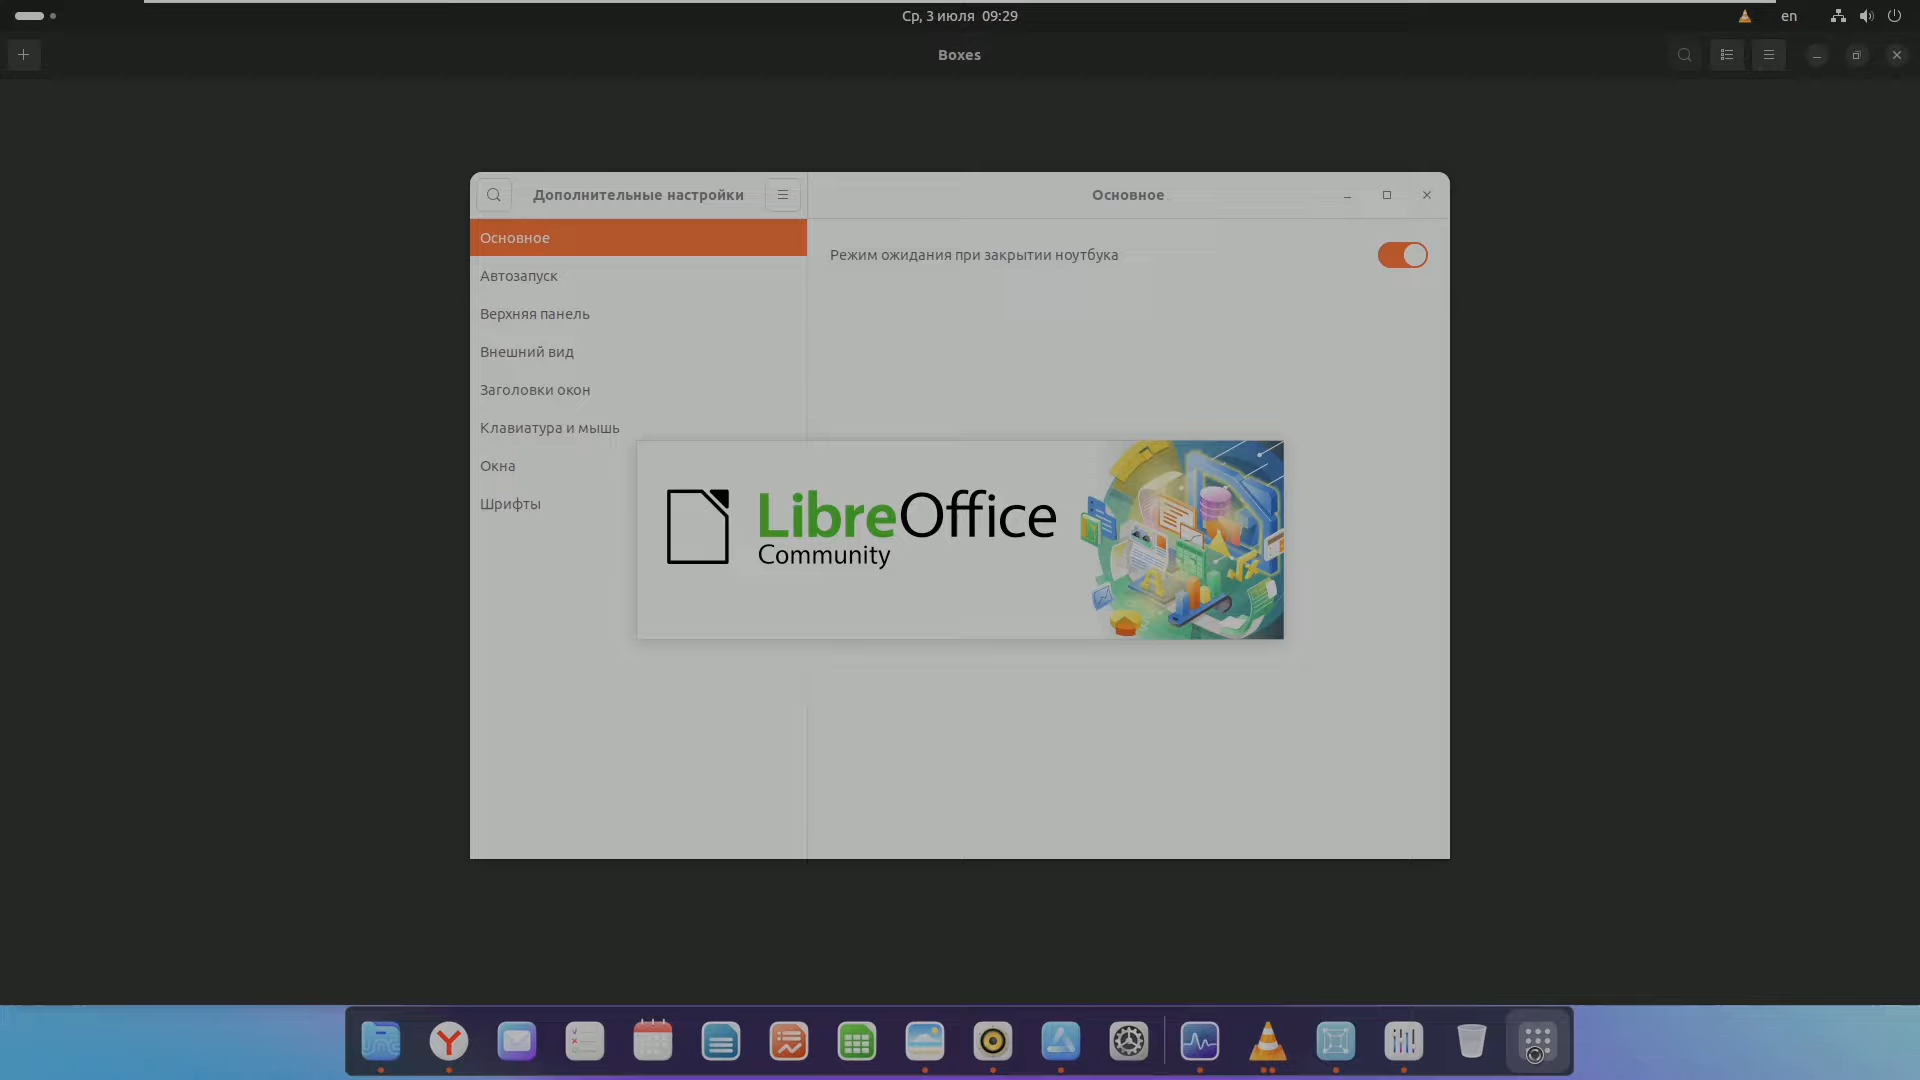 Ср, 3 июля 09:29
en
Boxes
Дополнительные настройки
Основное
Основное
Режим ожидания при закрытии ноутбука
Автозапуск
Верхняя панель
Внешний вид
Заголовки окон
Клавиатура и мышь
Окна
Шрифты
LibreOffice
Community